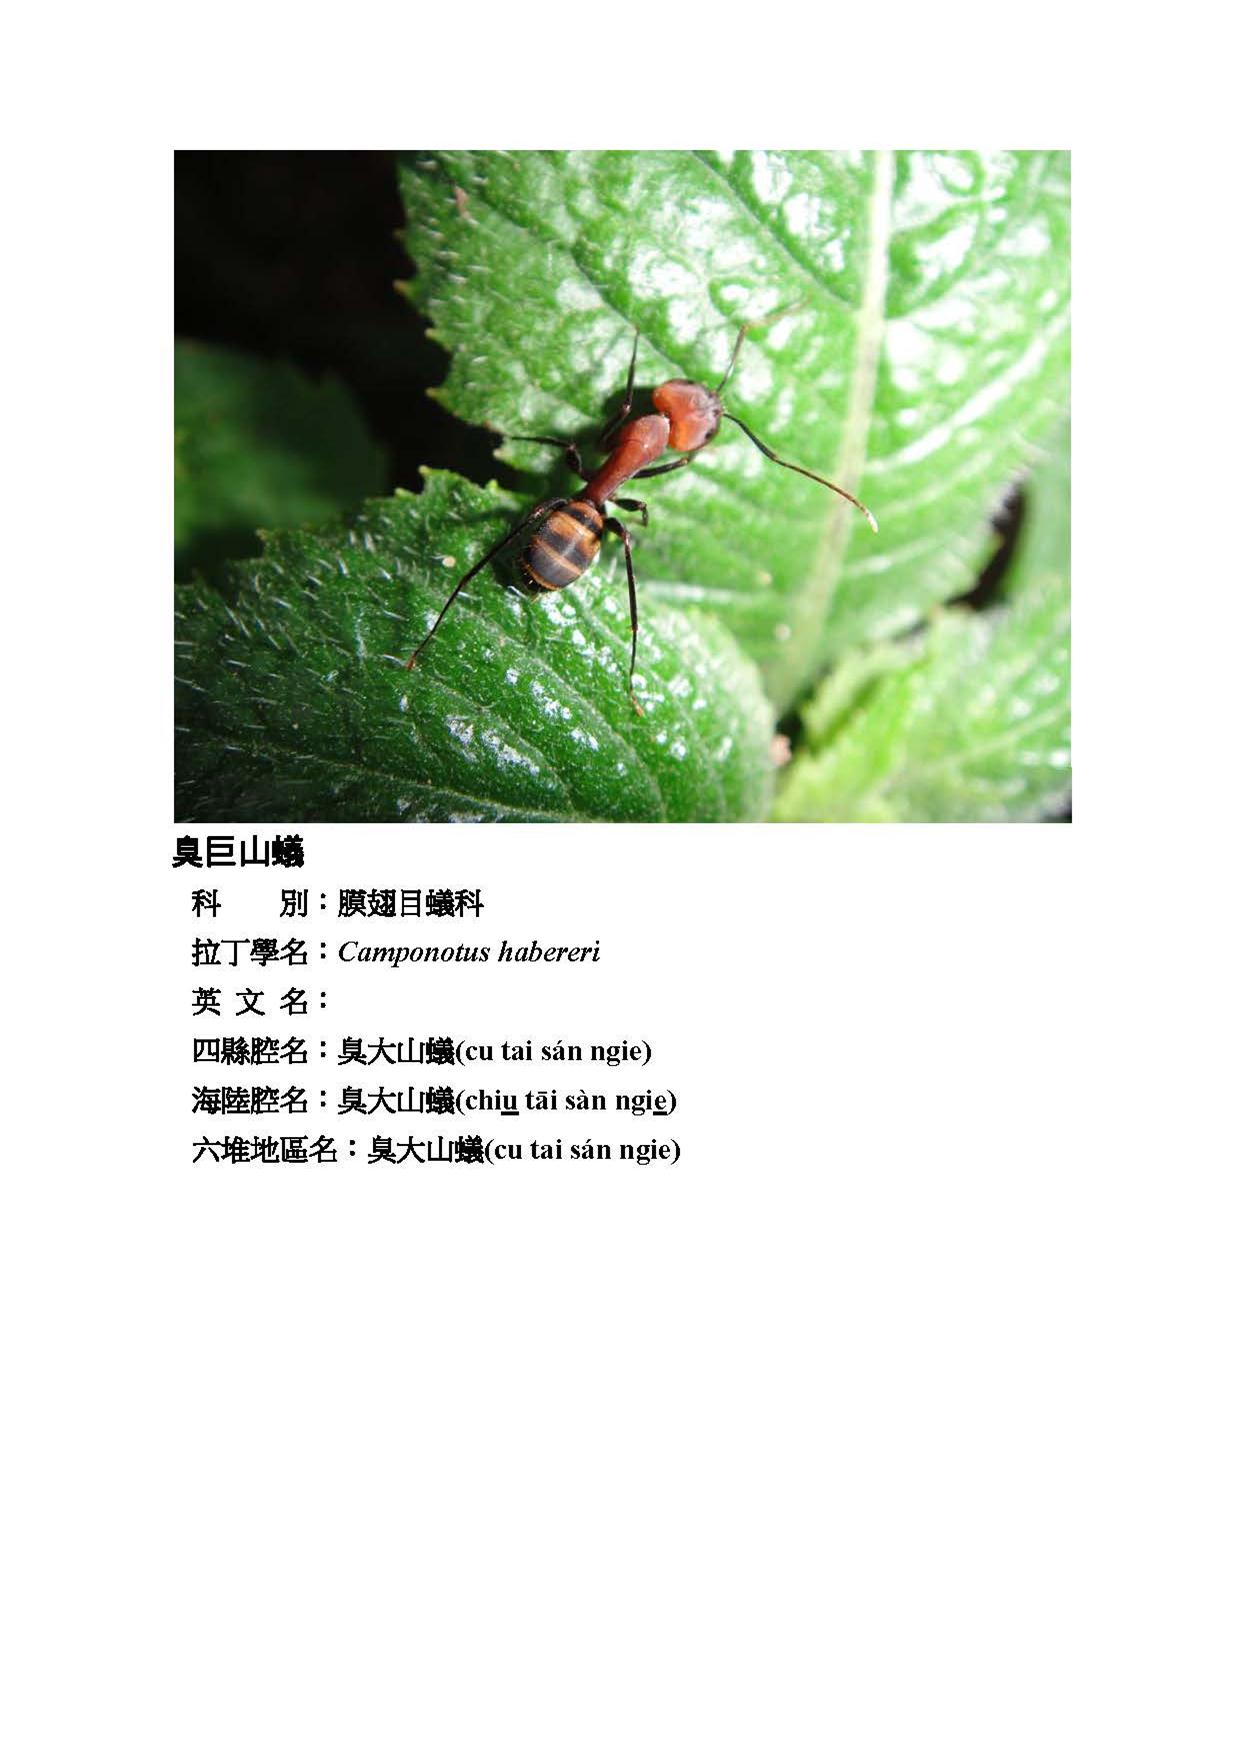 臭巨山蟻
科　　別：膜翅目蟻科
拉丁學名：Camponotus habereri
英 文 名：
四縣腔名：臭大山蟻(cu tai sán ngie)
海陸腔名：臭大山蟻(chiu tāi sàn ngie)
六堆地區名：臭大山蟻(cu tai sán ngie)